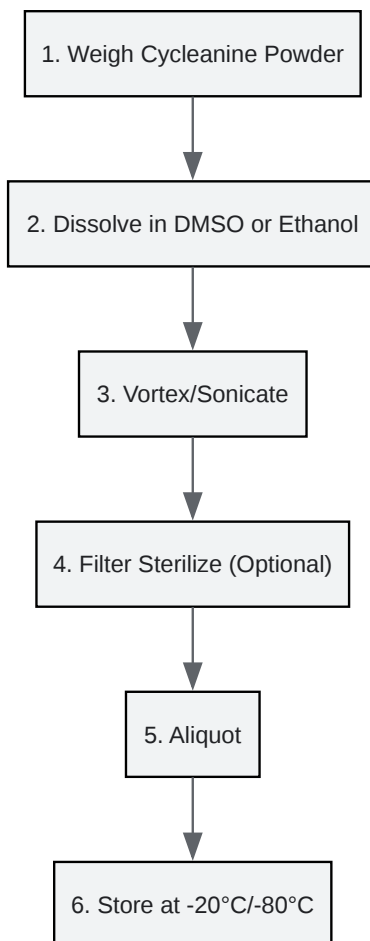 1. Weigh Cycleanine Powder
2. Dissolve in DMSO or Ethanol
3. Vortex/Sonicate
4. Filter Sterilize (Optional)
5. Aliquot
6. Store at -20°C/-80°C